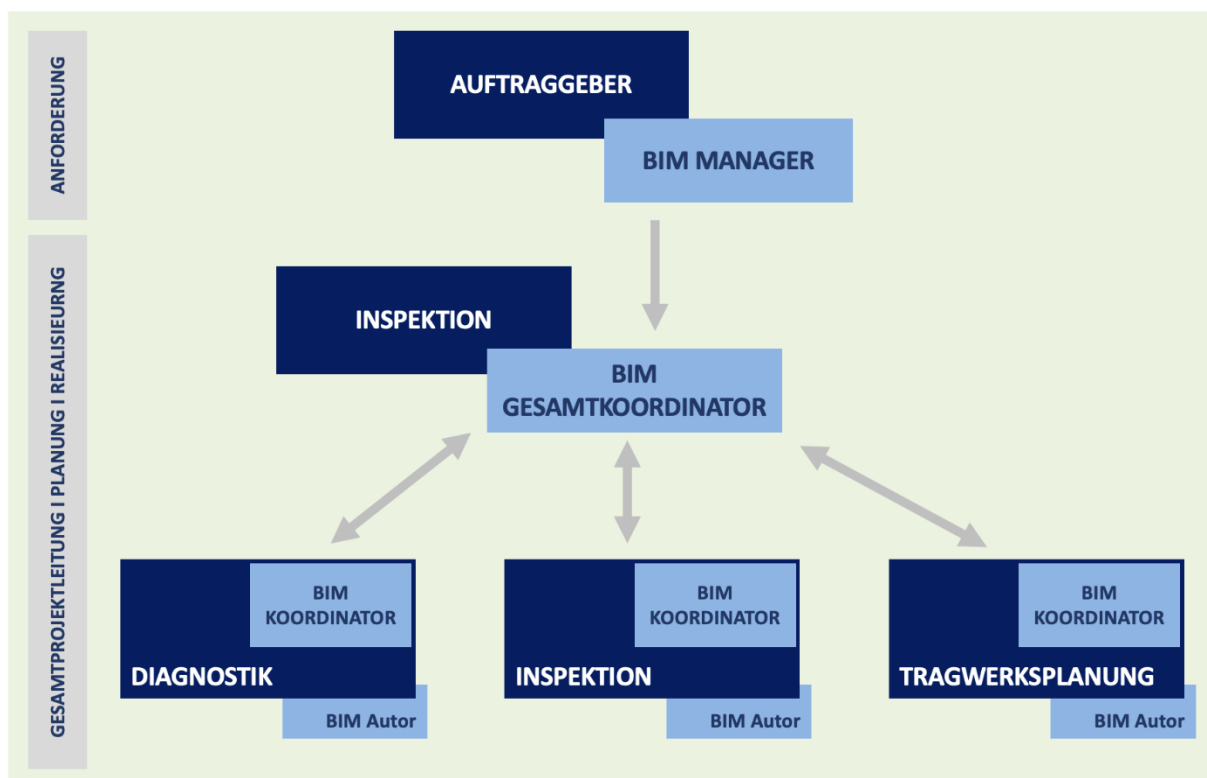 ANFORDERUNG
AUFTRAGGEBER
BIM MANAGER
GESAMTPROJEKTLEITUNG I PLANUNG I REALISIEURNG
INSPEKTION
BIM
GESAMTKOORDINATOR
BIM
KOORDINATOR
DIAGNOSTIK
BIM Autor
BIM
KOORDINATOR
INSPEKTION
BIM Autor
BIM
KOORDINATOR
TRAGWERKSPLANUNG
BIM Autor